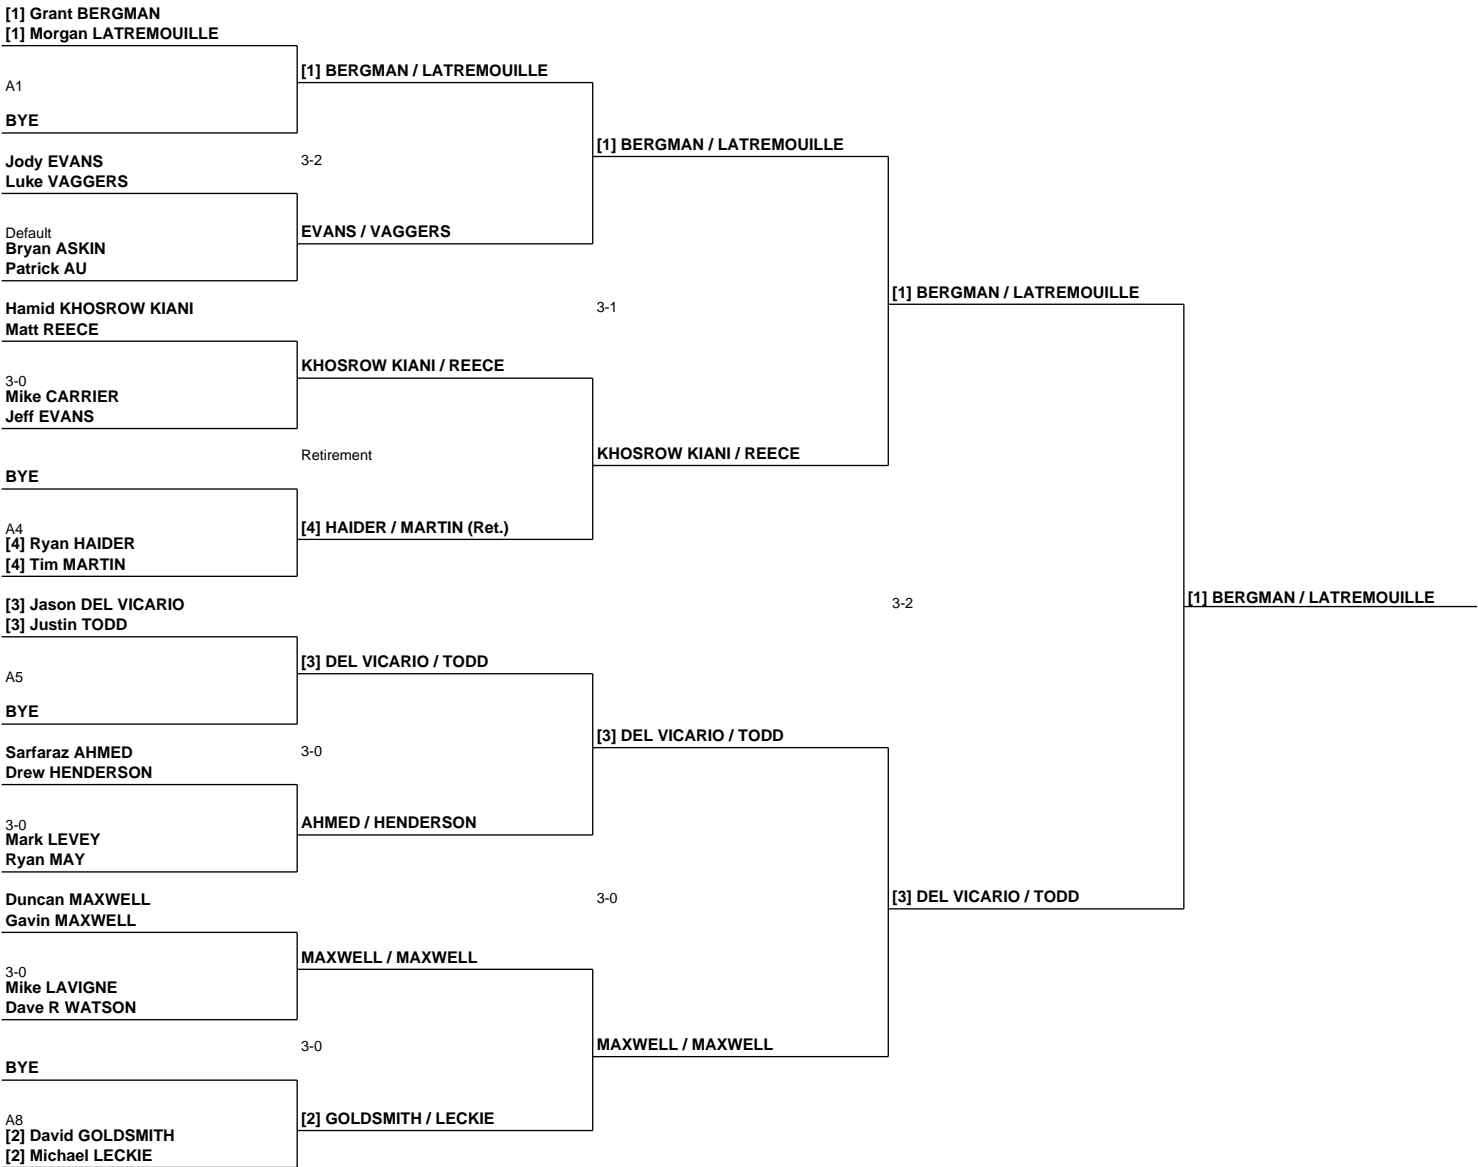 [1] Grant BERGMAN
[1] Morgan LATREMOUILLE
A1
BYE
Jody EVANS
Luke VAGGERS
Default
Bryan ASKIN
Patrick AU
Hamid KHOSROW KIANI
Matt REECE
3-0
Mike CARRIER
Jeff EVANS
BYE
A4
[4] Ryan HAIDER
[4] Tim MARTIN
[3] Jason DEL VICARIO
[3] Justin TODD
A5
BYE
Sarfaraz AHMED
Drew HENDERSON
3-0
Mark LEVEY
Ryan MAY
Duncan MAXWELL
Gavin MAXWELL
3-0
Mike LAVIGNE
Dave R WATSON
BYE
A8
[2] David GOLDSMITH
[2] Michael LECKIE
[1] BERGMAN / LATREMOUILLE
3-2
EVANS / VAGGERS
KHOSROW KIANI / REECE
Retirement
[4] HAIDER / MARTIN (Ret.)
[3] DEL VICARIO / TODD
3-0
AHMED / HENDERSON
MAXWELL / MAXWELL
3-0
[2] GOLDSMITH / LECKIE
[1] BERGMAN / LATREMOUILLE
3-1
KHOSROW KIANI / REECE
[3] DEL VICARIO / TODD
3-0
MAXWELL / MAXWELL
[1] BERGMAN / LATREMOUILLE
3-2
[3] DEL VICARIO / TODD
[1] BERGMAN / LATREMOUILLE